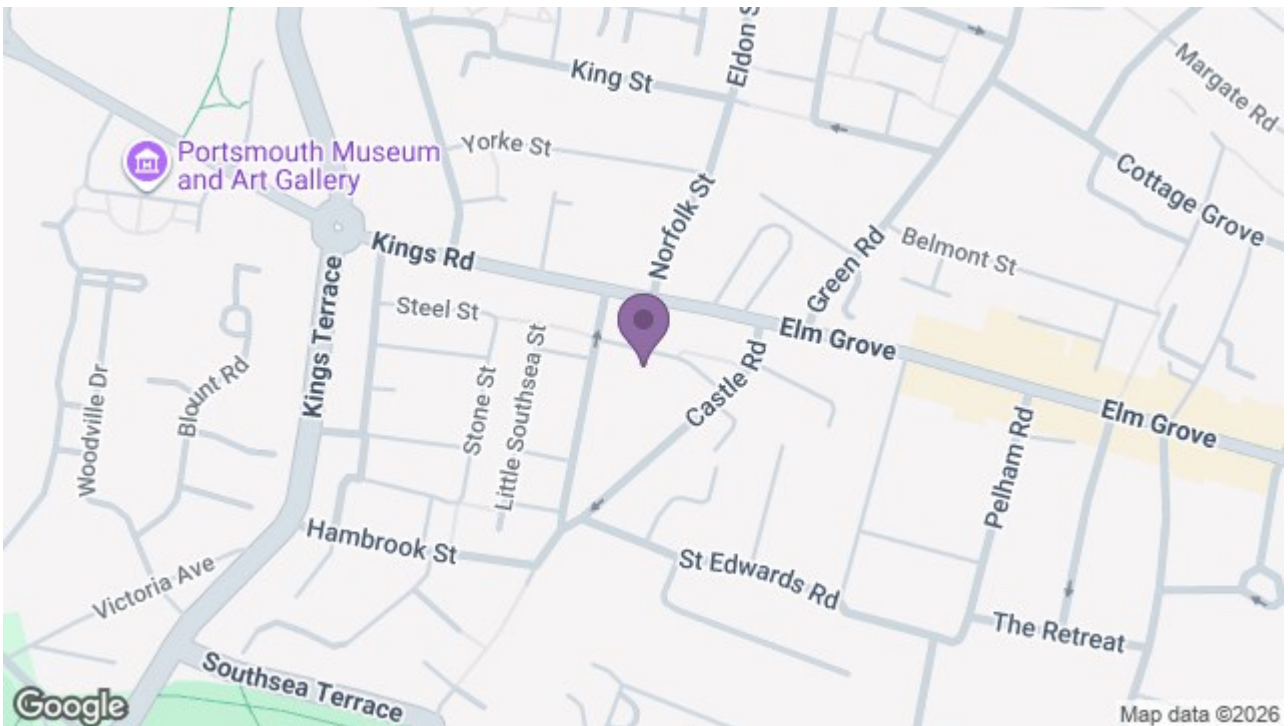 Eldon S
King St
Margate Rd
Yorke St
Portsmouth Museum
and Art Gallery
Cottage Grove
Norfolk St
Green Rd
Belmont St
Kings Rd
Kings Terrace
Steel St
Elm Grove
Castle Rd
Little Southsea St
Stone St
Blount Rd
Woodville Dr
Elm Grove
Pelham Rd
Hambrook St
St Edwards Rd
Victoria Ave
The Retreat
Southsea Terrace
Google
Map data ©2026